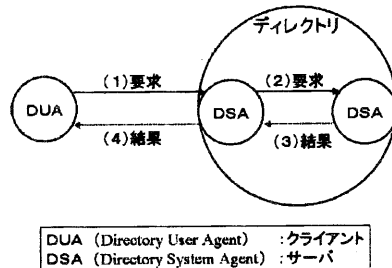 ディレクトリ
(1)要求
(2)要求
DUA
DSA
DSA
(4)結果
(3)結果
DUA (Directory User Agent) :クライアント
DSA (Directory System Agent) :サーバ